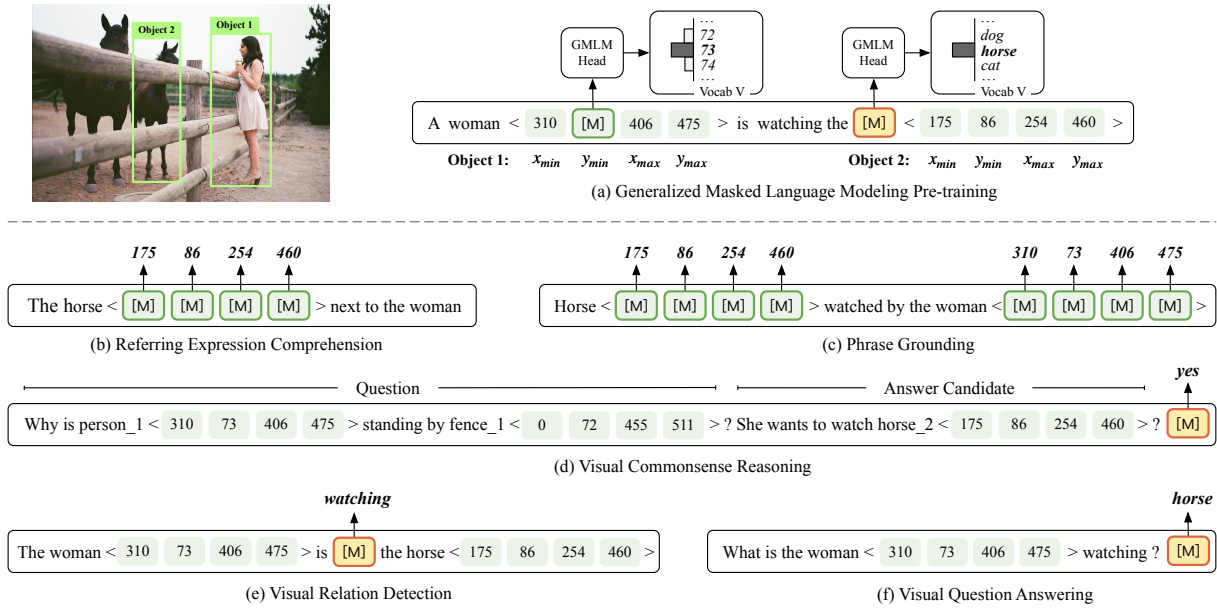 Object 2
Object 1
GMLM Head
...
72
73
74
...
Vocab V
GMLM Head
...
dog
horse
cat
...
Vocab V
A woman < 310 [M] 406 475 > is watching the [M] < 175 86 254 460 >
Object 1: xmin ymin xmax ymax Object 2: xmin ymin xmax ymax
(a) Generalized Masked Language Modeling Pre-training
175 86 254 460
The horse < [M] [M] [M] [M] > next to the woman
(b) Referring Expression Comprehension
175 86 254 460 310 73 406 475
Horse < [M] [M] [M] [M] > watched by the woman < [M] [M] [M] [M] >
(c) Phrase Grounding
Question Answer Candidate yes
Why is person_1 < 310 73 406 475 > standing by fence_1 < 0 72 455 511 > ? She wants to watch horse_2 < 175 86 254 460 > ? [M]
(d) Visual Commonsense Reasoning
watching
The woman < 310 73 406 475 > is [M] the horse < 175 86 254 460 >
(e) Visual Relation Detection
horse
What is the woman < 310 73 406 475 > watching ? [M]
(f) Visual Question Answering